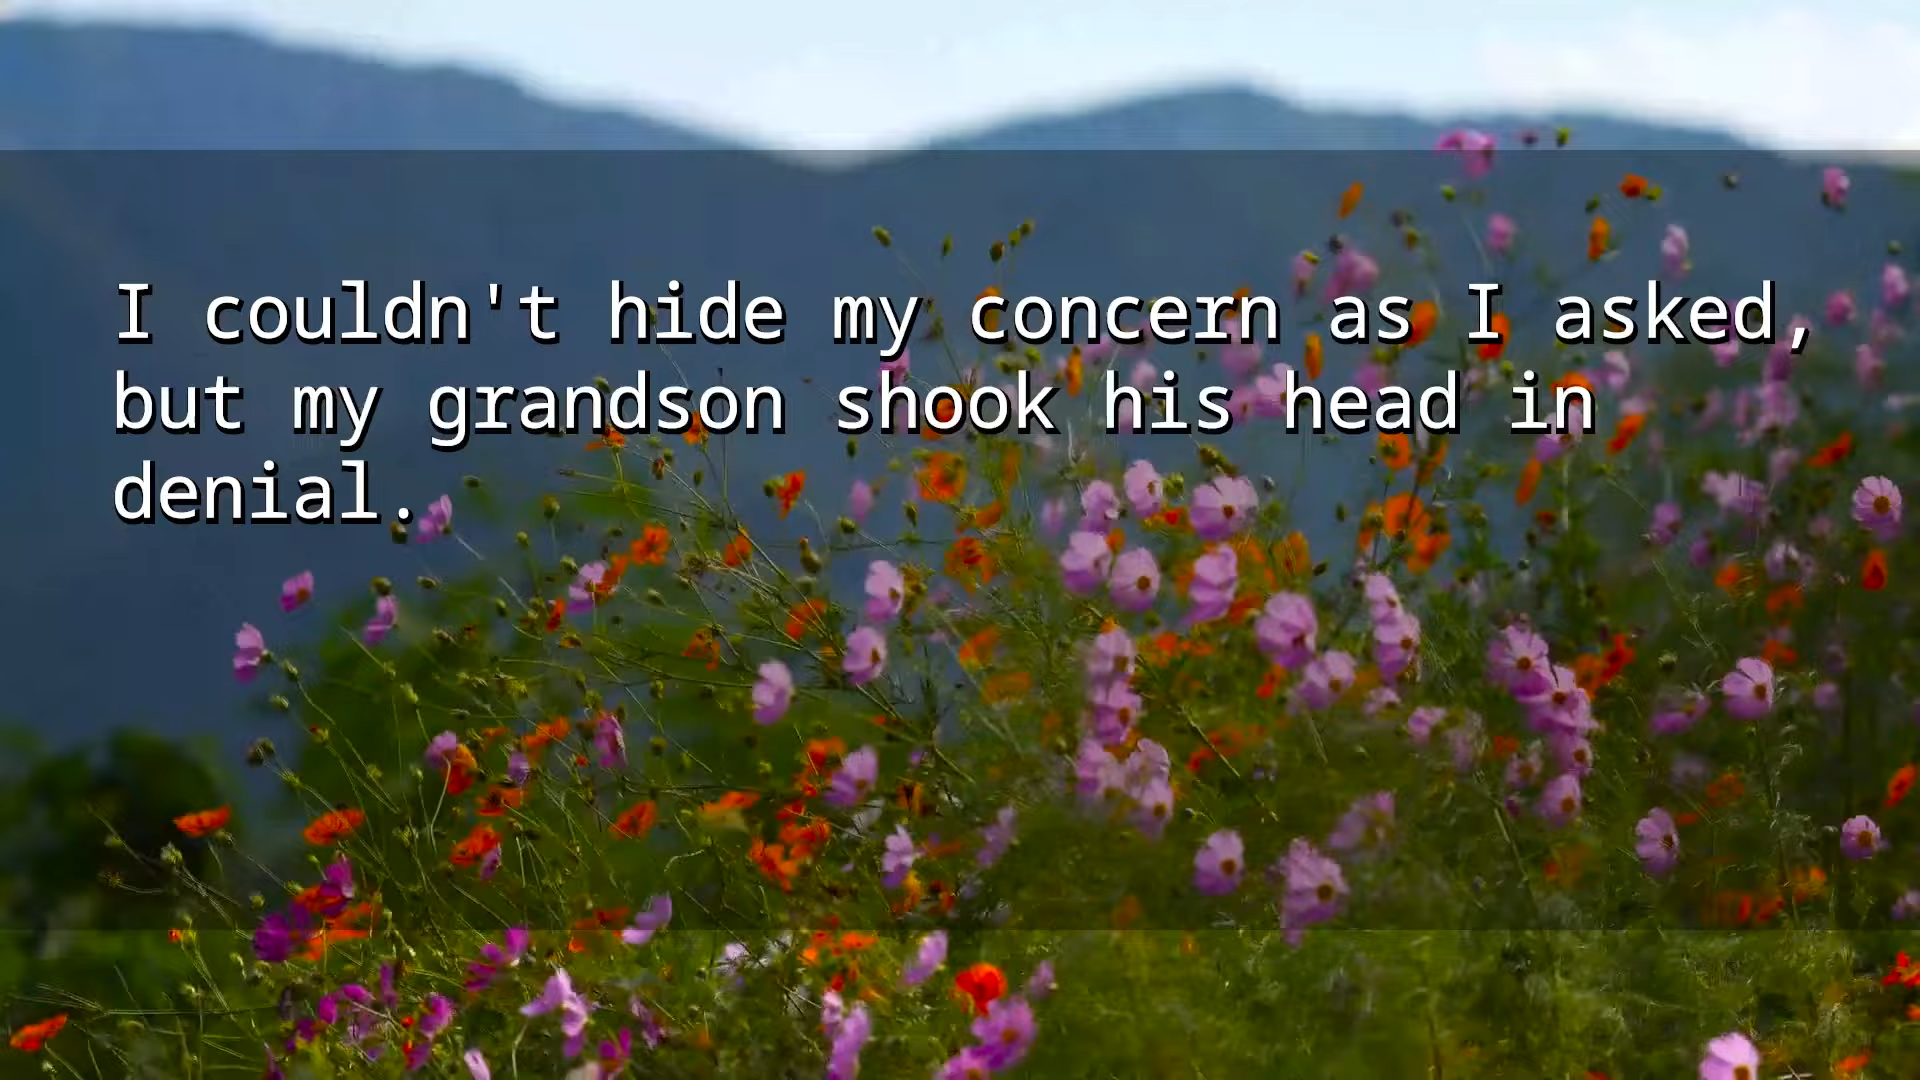 I couldn't hide my concern as I asked,
but my grandson shook his head in
denial.